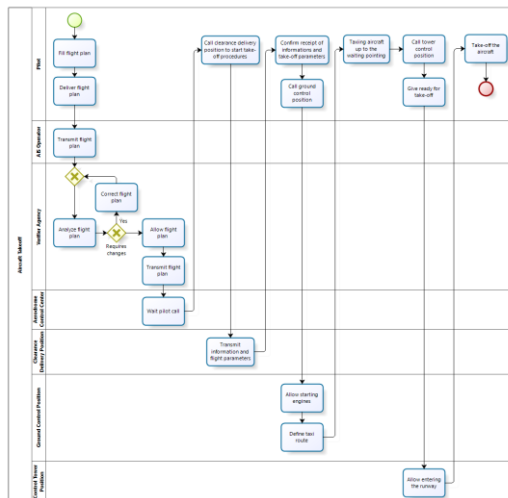 Aircraft Takeoff
Pilot
Fill flight plan
Deliver flight
plan
Call clearance delivery
position to start take-
off procedures
Confirm receipt of
informations and
take-off parameters
Call ground
control
position
Taxiing aircraft
up to the
waiting pointing
Call tower
control
position
Give ready for
take-off
Take-off the
aircraft
AIS Operator
Transmit flight
plan
Verifier Agency
Correct flight
plan
Analyze flight
plan
Yes
Requires
changes
Allow flight
plan
Transmit flight
plan
Aerodrome
Control Center
Wait pilot call
Clearance
Delivery Position
Transmit
information and
flight parameters
Ground Control Position
Allow starting
engines
Define taxi
route
Control Tower
Position
Allow entering
the runway